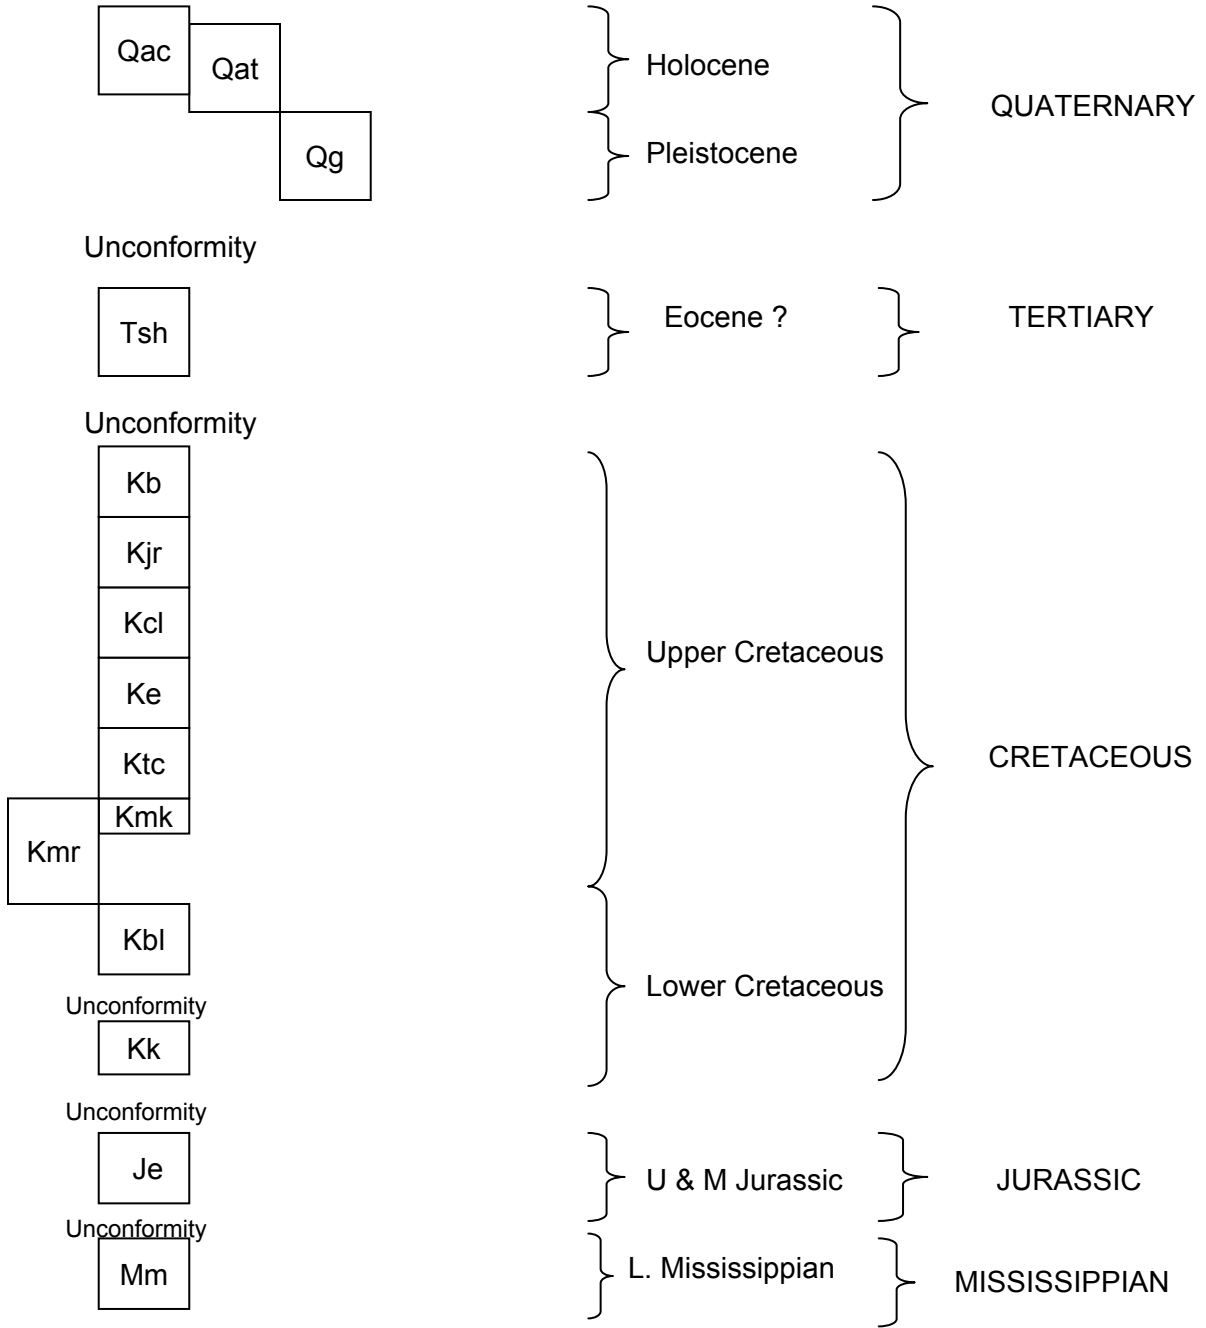 Qac
Qat
Holocene
QUATERNARY
Qg
Pleistocene
Unconformity
Tsh
Eocene ?
TERTIARY
Unconformity
Kb
Kjr
Kcl
Upper Cretaceous
Ke
Ktc
CRETACEOUS
Kmk
Kmr
Kbl
Lower Cretaceous
Unconformity
Kk
Unconformity
Je
U & M Jurassic
JURASSIC
Unconformity
Mm
L. Mississippian
MISSISSIPPIAN